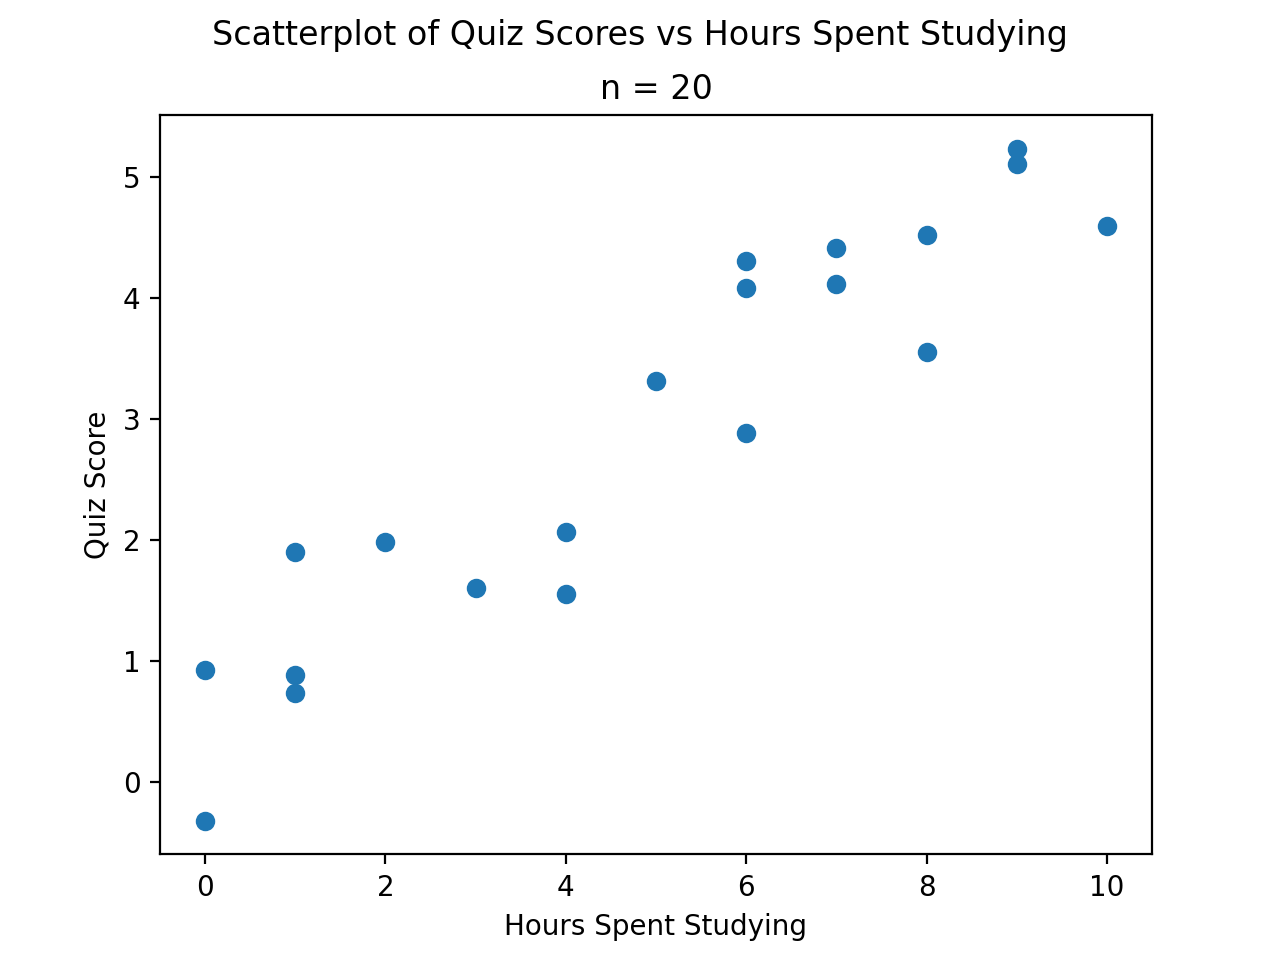 Scatterplot of Quiz Scores vs Hours Spent Studying
n = 20
5
4
3
2
1
0
Quiz Score
0 2 4 6 8 10
Hours Spent Studying